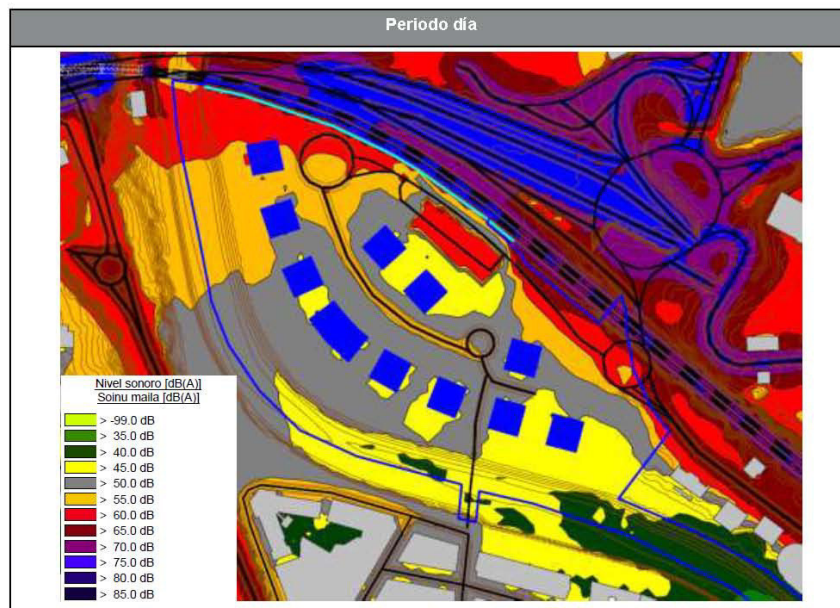 Periodo día
Nivel sonoro [dB(A)]
Soinu maila [dB(A)]
> -99.0 dB
> 35.0 dB
> 40.0 dB
> 45.0 dB
> 50.0 dB
> 55.0 dB
> 60.0 dB
> 65.0 dB
> 70.0 dB
> 75.0 dB
> 80.0 dB
> 85.0 dB